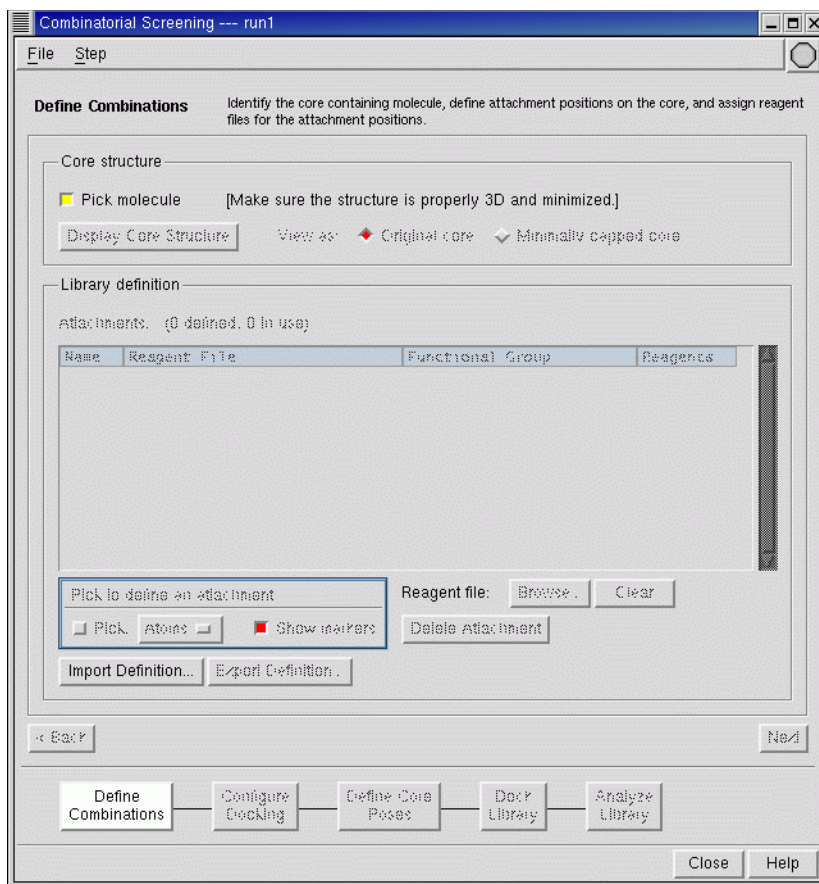 Combinatorial Screening --- run1
File Step
Define Combinations
Identify the core containing molecule, define attachment positions on the core, and assign reagent
files for the attachment positions.
Core structure
Pick molecule [Make sure the structure is properly 3D and minimized.]
Display Core Structure View as: Original core Minimally capped core
Library definition
Attachments: (0 defined, 0 in use)
Name Reagent File Functional Group Reagents
Pick to define an attachment
Reagent file: Browse... Clear
Pick: Atoms Show markers Delete Attachment
Import Definition... Export Definition...
< Back Next
Define
Combinations
Configure
Docking
Define Core
Poses
Dock
Library
Analyze
Library
Close Help